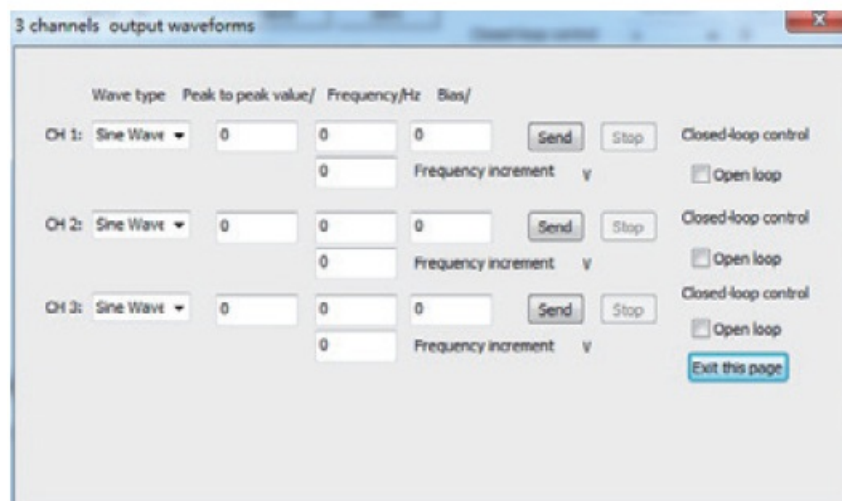 3 channels output waveforms
Closed-loop control
Wave type Peak to peak value/ Frequency/Hz Bias/
CH 1: Sine Wave 0 0 0 Send Stop Closed-loop control
0 Frequency increment V Open loop
CH 2: Sine Wave 0 0 0 Send Stop Closed-loop control
0 Frequency increment V Open loop
CH 3: Sine Wave 0 0 0 Send Stop Closed-loop control
0 Frequency increment V Open loop
Exit this page